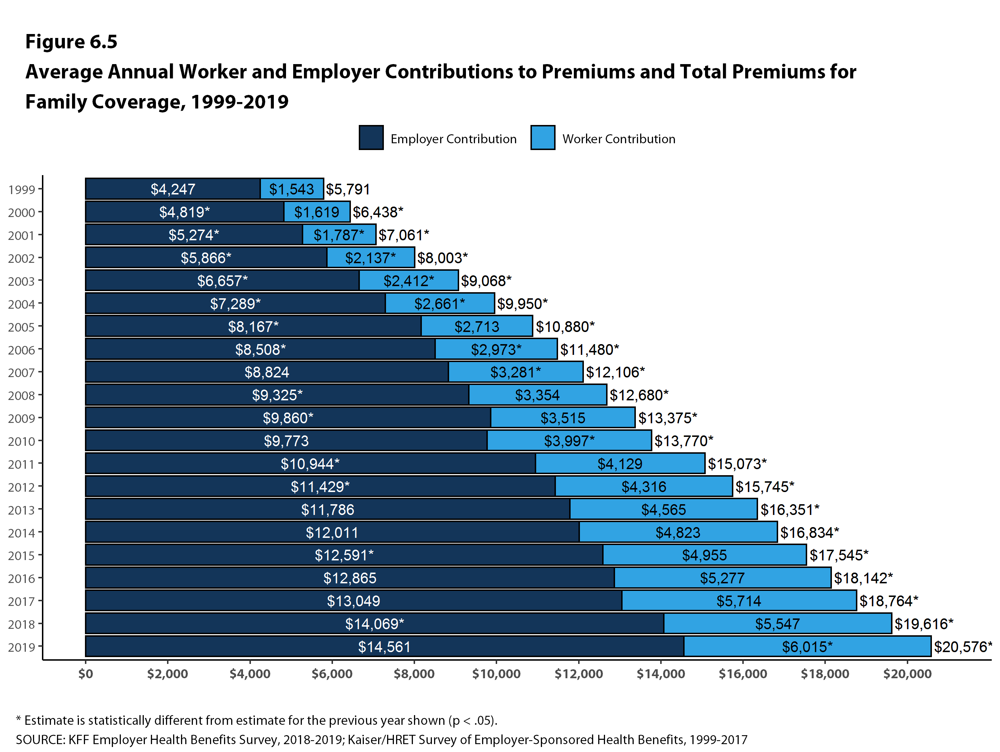 Figure 6.5
Average Annual Worker and Employer Contributions to Premiums and Total Premiums for
Family Coverage, 1999-2019
Employer Contribution Worker Contribution
1999 $4,247 $1,543 $5,791
2000 $4,819* $1,619 $6,438*
2001 $5,274* $1,787* $7,061*
2002 $5,866* $2,137* $8,003*
2003 $6,657* $2,412* $9,068*
2004 $7,289* $2,661* $9,950*
2005 $8,167* $2,713 $10,880*
2006 $8,508* $2,973* $11,480*
2007 $8,824 $3,281* $12,106*
2008 $9,325* $3,354 $12,680*
2009 $9,860* $3,515 $13,375*
2010 $9,773 $3,997* $13,770*
2011 $10,944* $4,129 $15,073*
2012 $11,429* $4,316 $15,745*
2013 $11,786 $4,565 $16,351*
2014 $12,011 $4,823 $16,834*
2015 $12,591* $4,955 $17,545*
2016 $12,865 $5,277 $18,142*
2017 $13,049 $5,714 $18,764*
2018 $14,069* $5,547 $19,616*
2019 $14,561 $6,015* $20,576*
$0 $2,000 $4,000 $6,000 $8,000 $10,000 $12,000 $14,000 $16,000 $18,000 $20,000
* Estimate is statistically different from estimate for the previous year shown (p < .05).
SOURCE: KFF Employer Health Benefits Survey, 2018-2019; Kaiser/HRET Survey of Employer-Sponsored Health Benefits, 1999-2017